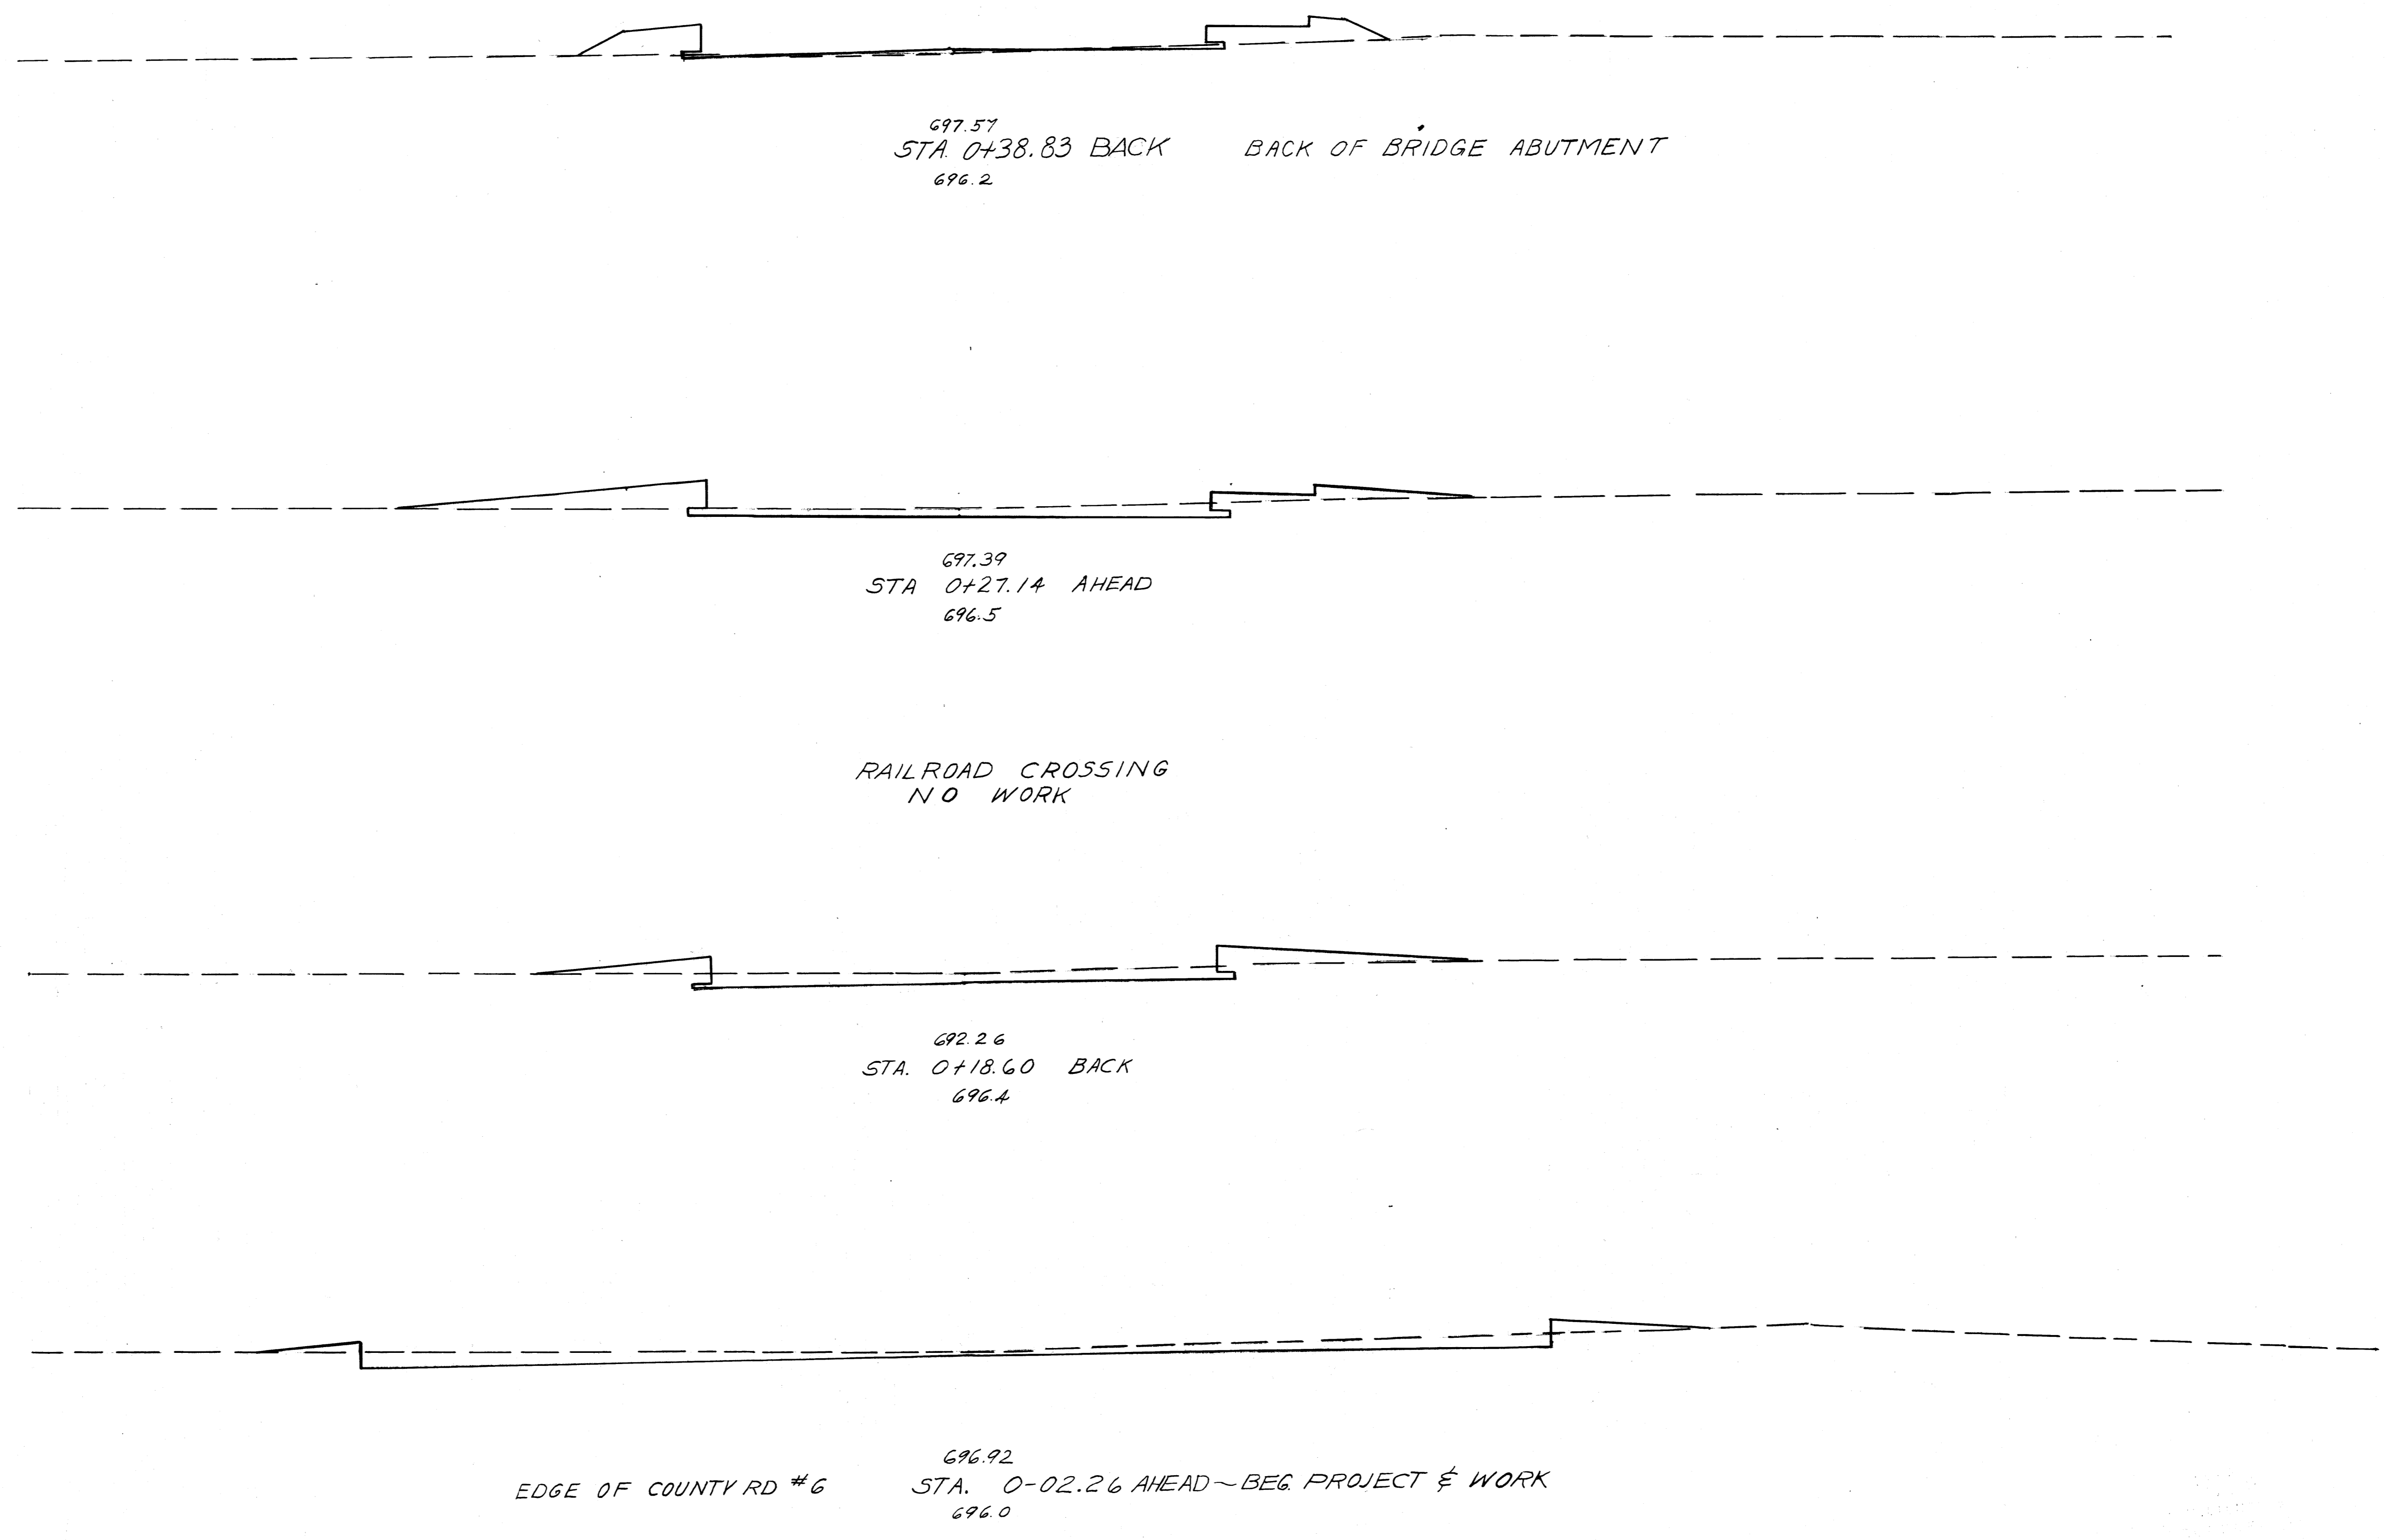 697.57
STA. 0+38.83 BACK BACK OF BRIDGE ABUTMENT
696.2
697.39
STA 0+27.14 AHEAD
696.5
RAILROAD CROSSING
NO WORK
692.26
STA. 0+18.60 BACK
696.4
696.92
EDGE OF COUNTY RD #6 STA. 0-02.26 AHEAD~BEG. PROJECT & WORK
696.0